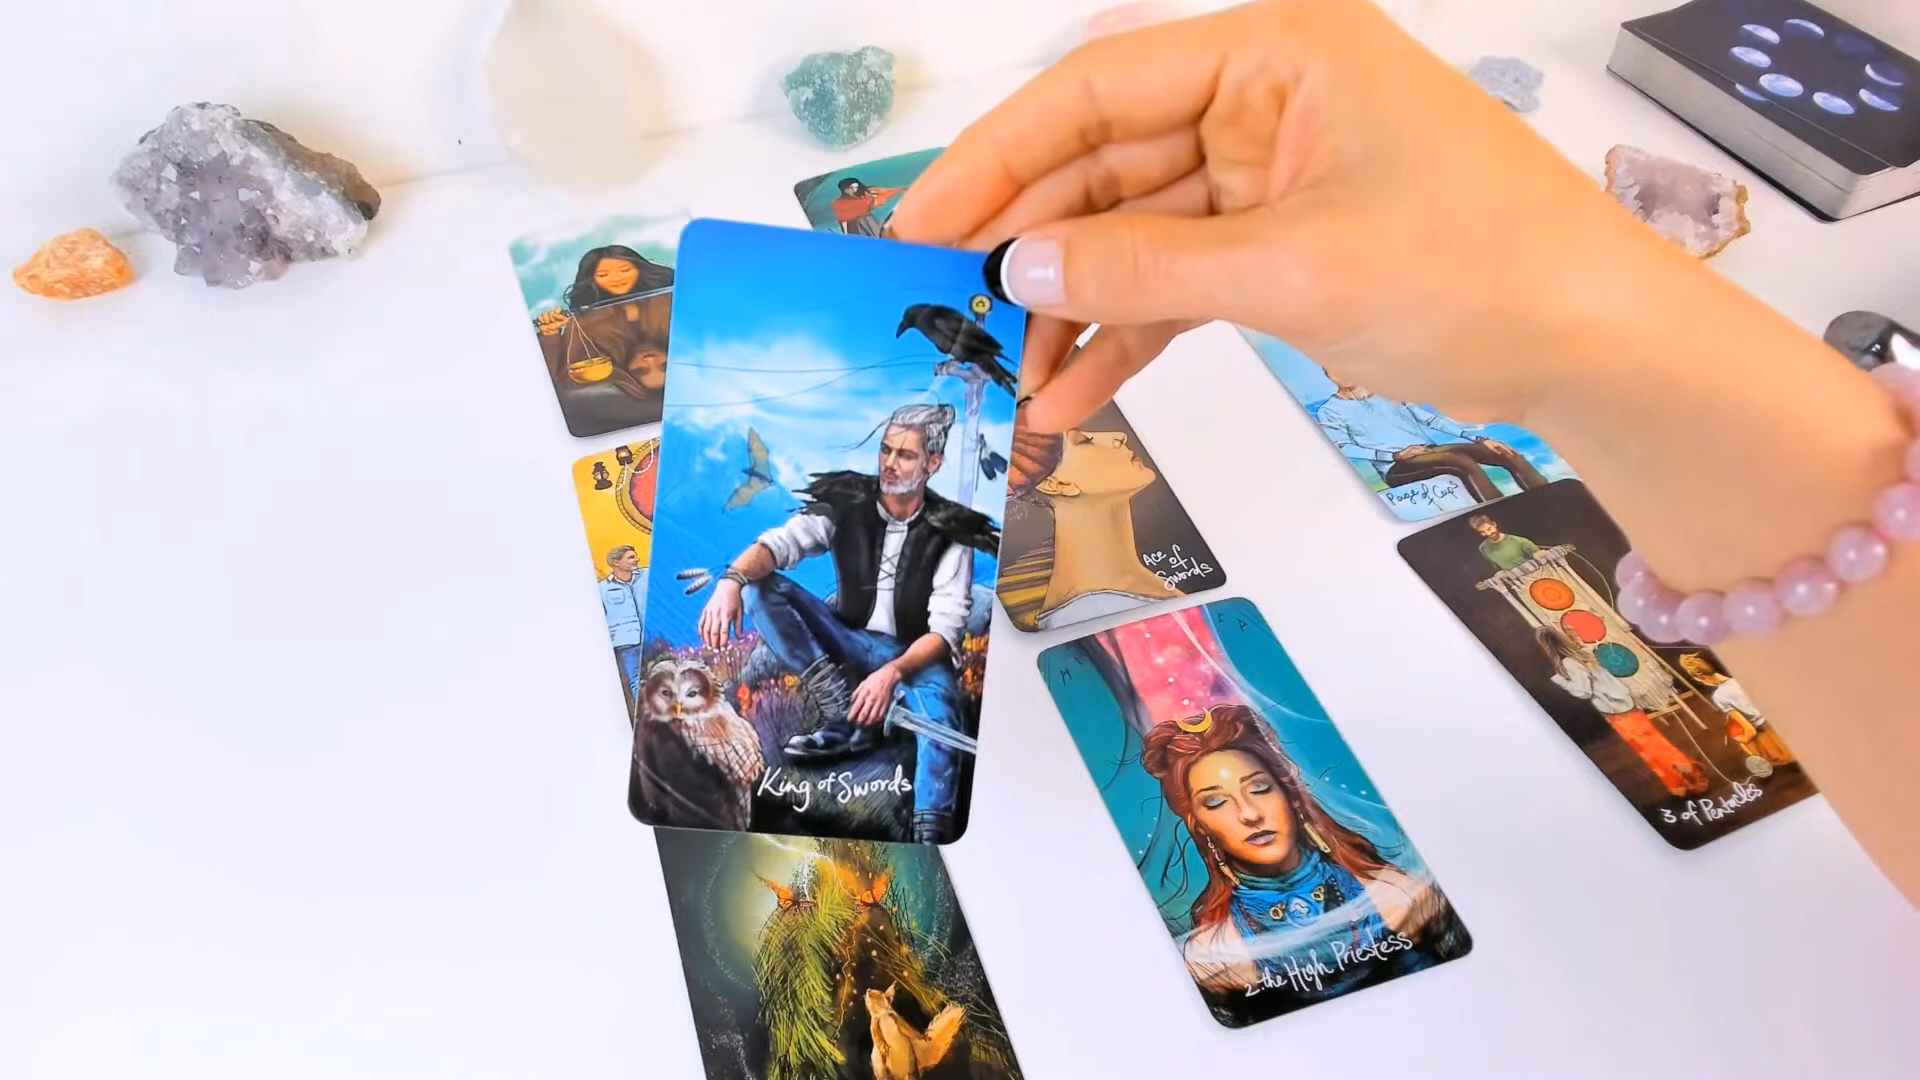 King of Swords
Ace of
Swords
Page of Cups
2. the High Priestess
3 of Pentacles